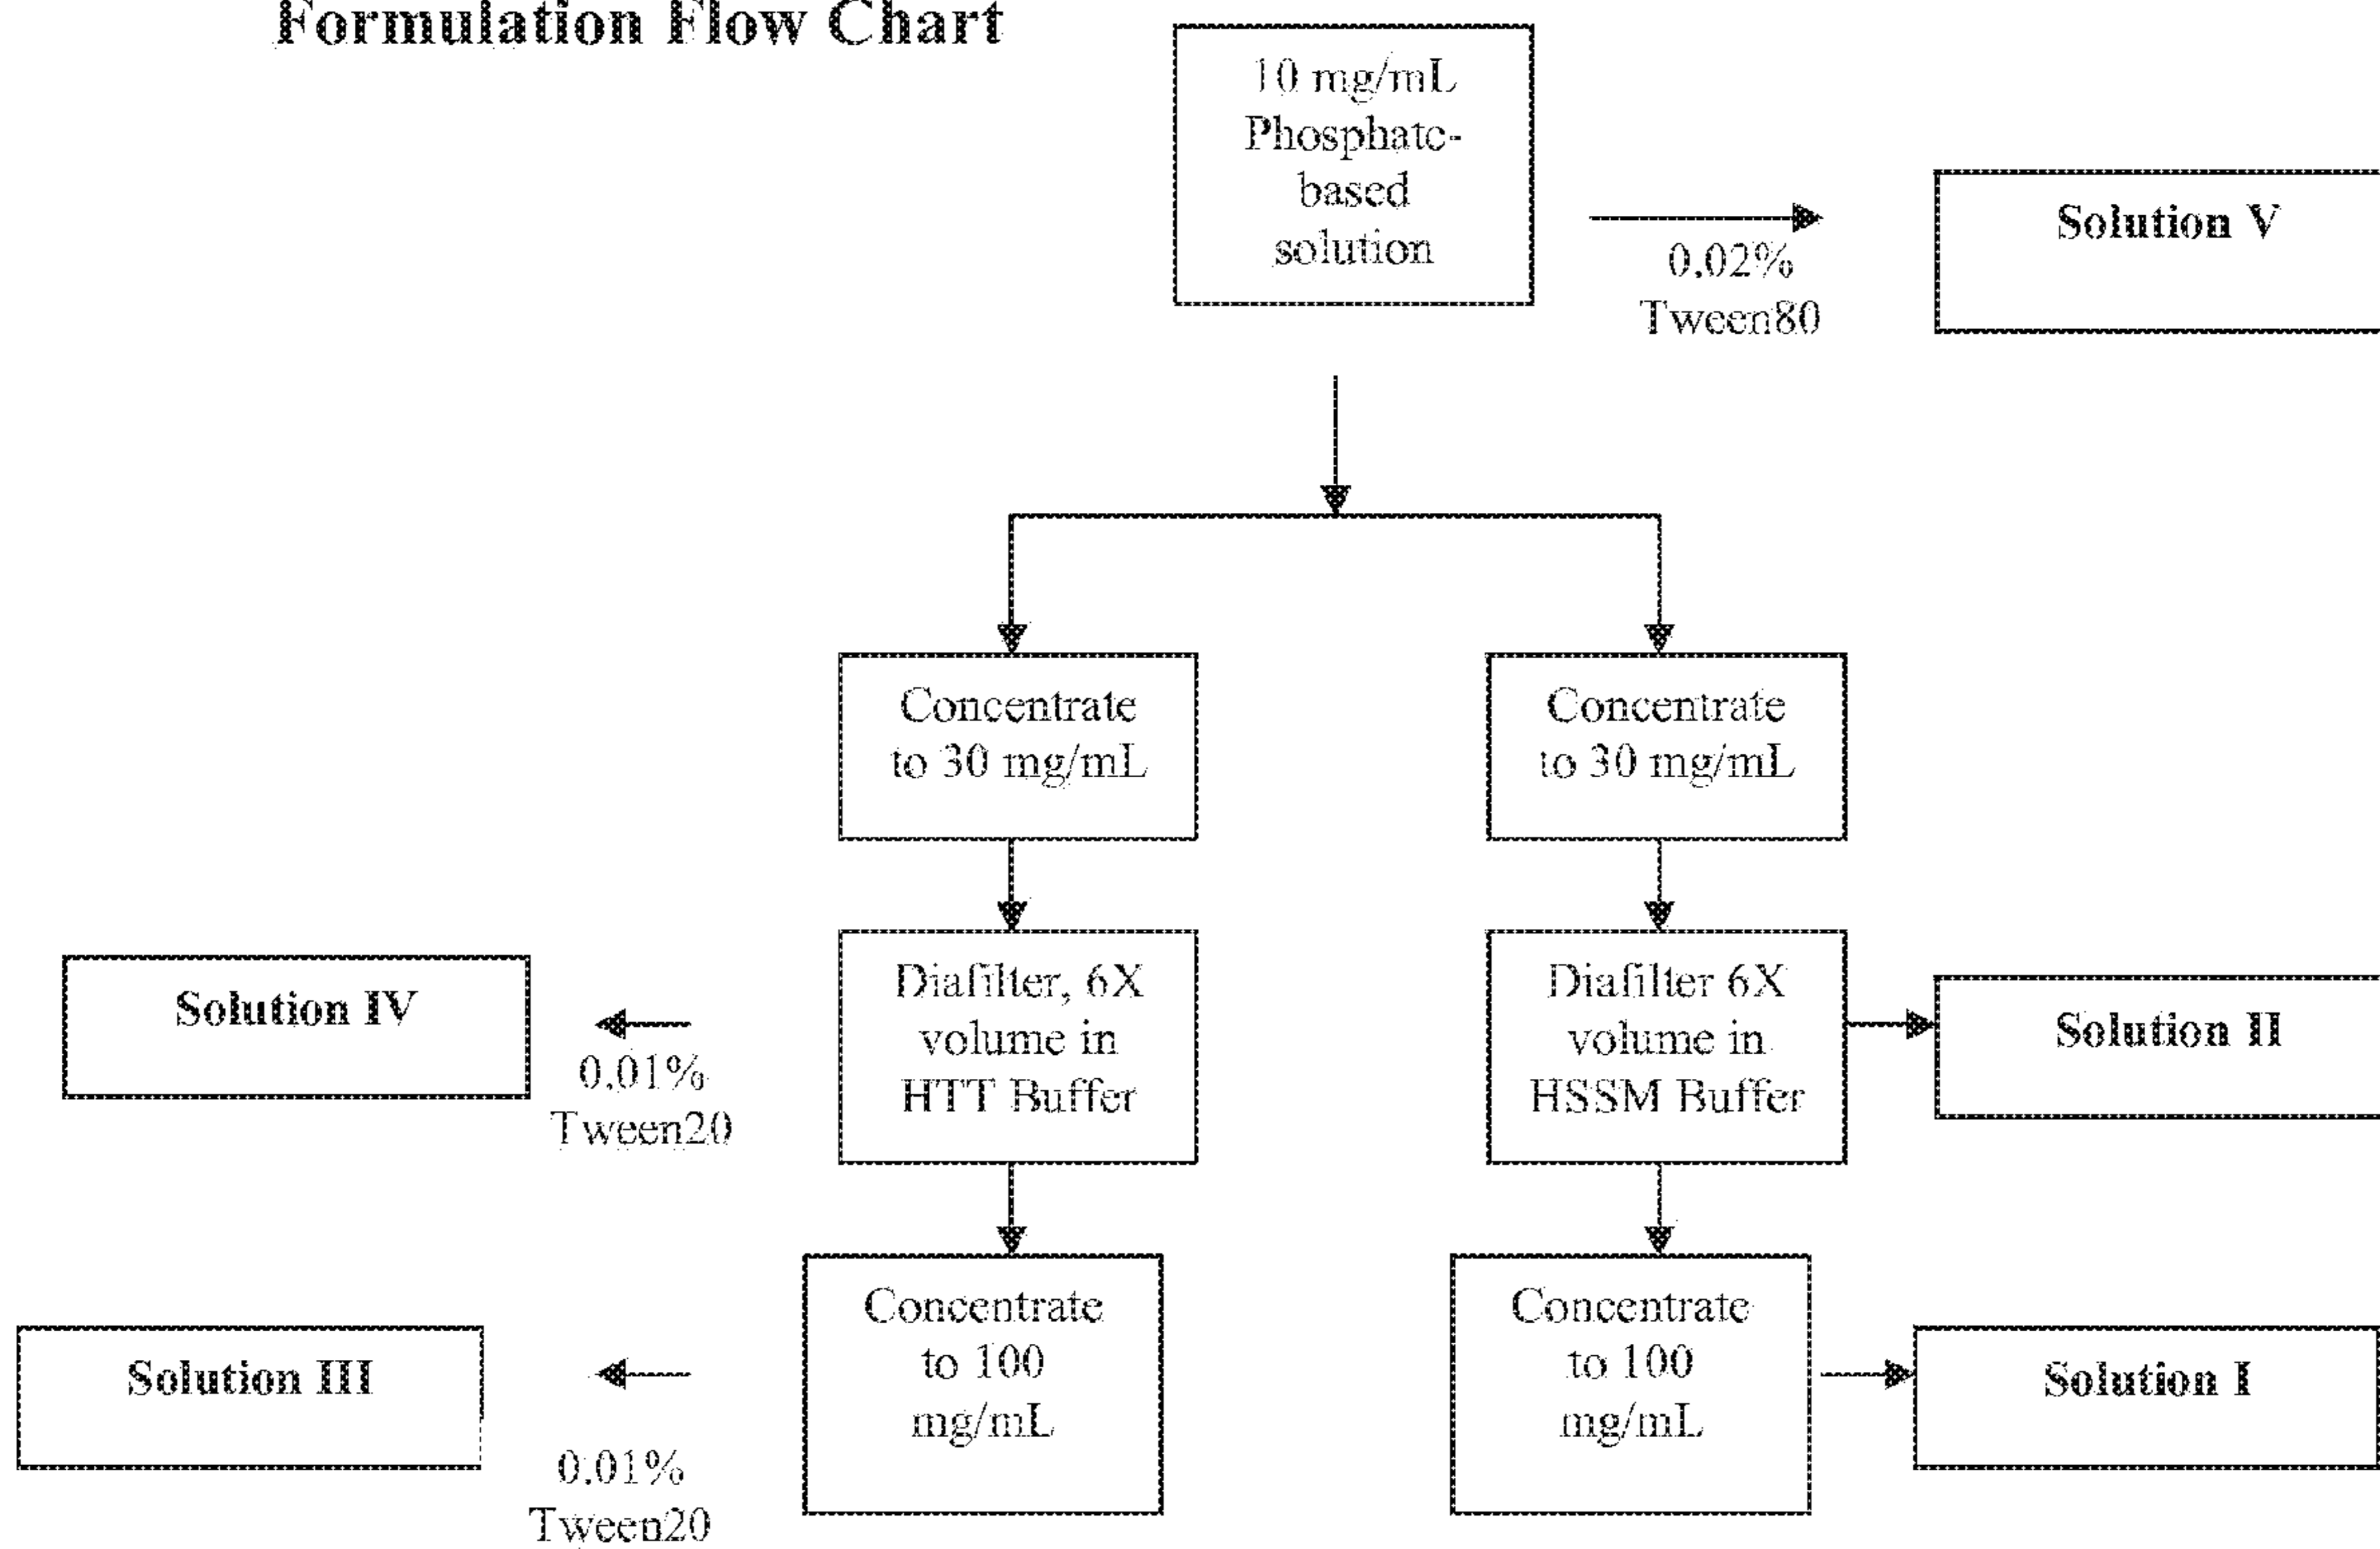 Formulation Flow Chart
10 mg/mL
Phosphate-
based
solution
0.02%
Tween80
Solution V
Concentrate
to 30 mg/mL
Concentrate
to 30 mg/mL
Solution IV
0.01%
Tween20
Diafilter, 6X
volume in
HTT Buffer
Diafilter 6X
volume in
HSSM Buffer
Solution II
Solution III
0.01%
Tween20
Concentrate
to 100
mg/mL
Concentrate
to 100
mg/mL
Solution I